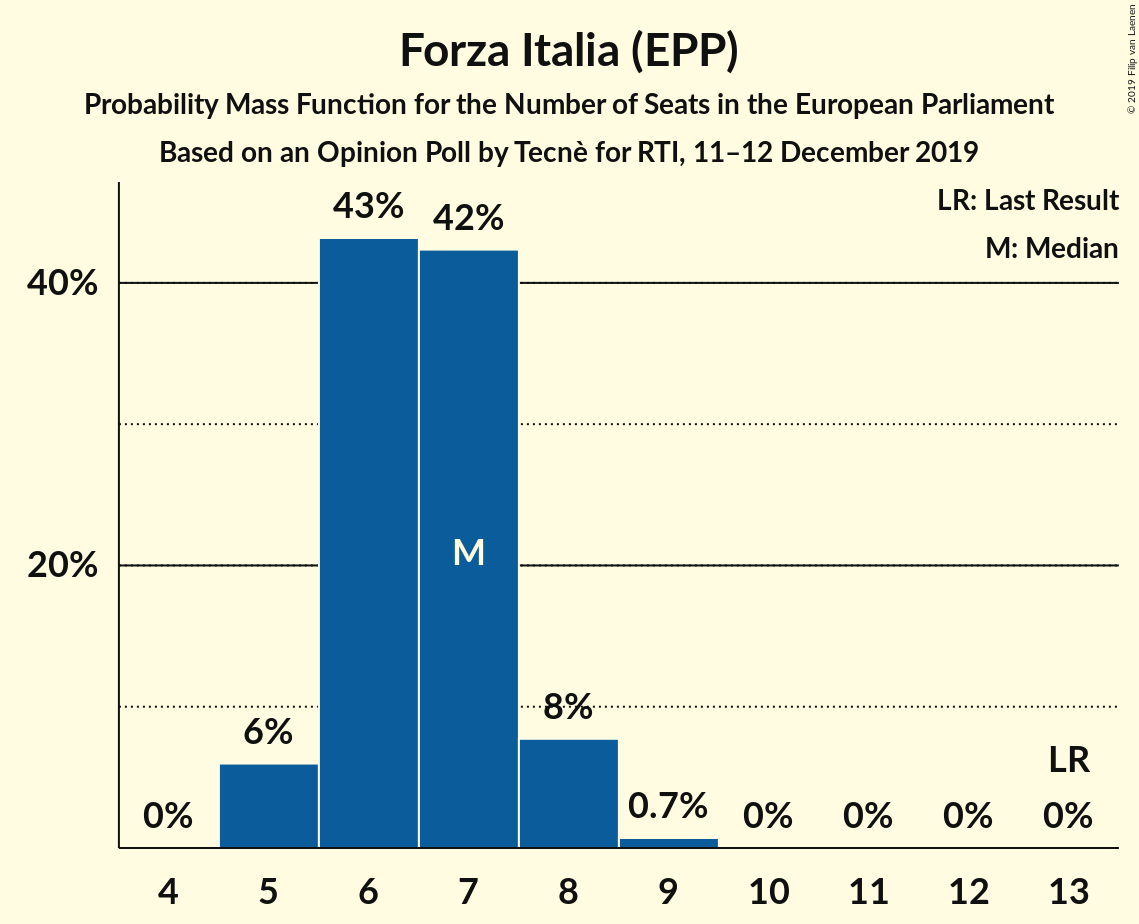 Forza Italia (EPP)
Probability Mass Function for the Number of Seats in the European Parliament
Based on an Opinion Poll by Tecnè for RTI, 11–12 December 2019
© 2019 Filip van Laenen
LR: Last Result
M: Median
43%
42%
40%
M
20%
8%
6%
LR
0%
0.7%
0%
0%
0%
0%
4 5 6 7 8 9 10 11 12 13